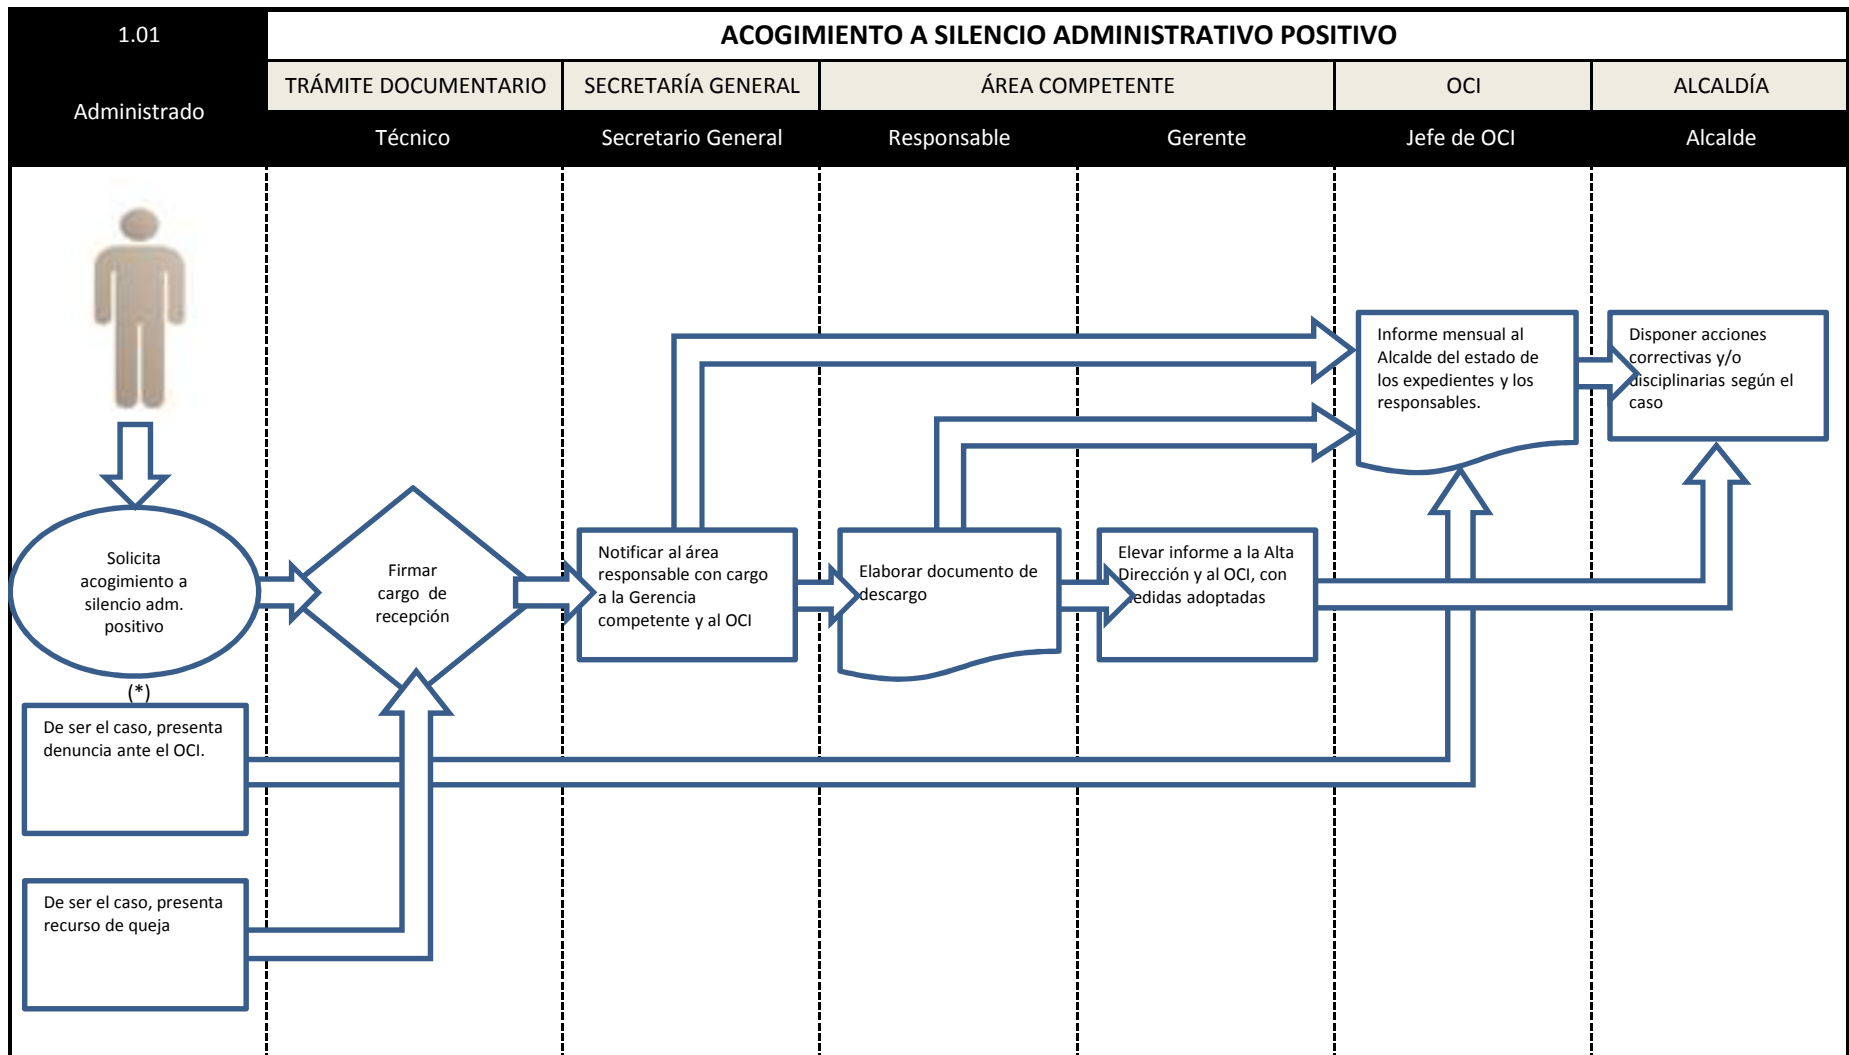 1.01
Administrado
ACOGIMIENTO A SILENCIO ADMINISTRATIVO POSITIVO
TRÁMITE DOCUMENTARIO
SECRETARÍA GENERAL
ÁREA COMPETENTE
OCI
ALCALDÍA
Técnico
Secretario General
Responsable
Gerente
Jefe de OCI
Alcalde
Solicita
acogimiento a
silencio adm.
positivo
(*)
Firmar
cargo de
recepción
Notificar al área
responsable con cargo
a la Gerencia
competente y al OCI
Elaborar documento de
descargo
Elevar informe a la Alta
Dirección y al OCI, con
medidas adoptadas
Informe mensual al
Alcalde del estado de
los expedientes y los
responsables.
Disponer acciones
correctivas y/o
disciplinarias según el
caso
De ser el caso, presenta
denuncia ante el OCI.
De ser el caso, presenta
recurso de queja